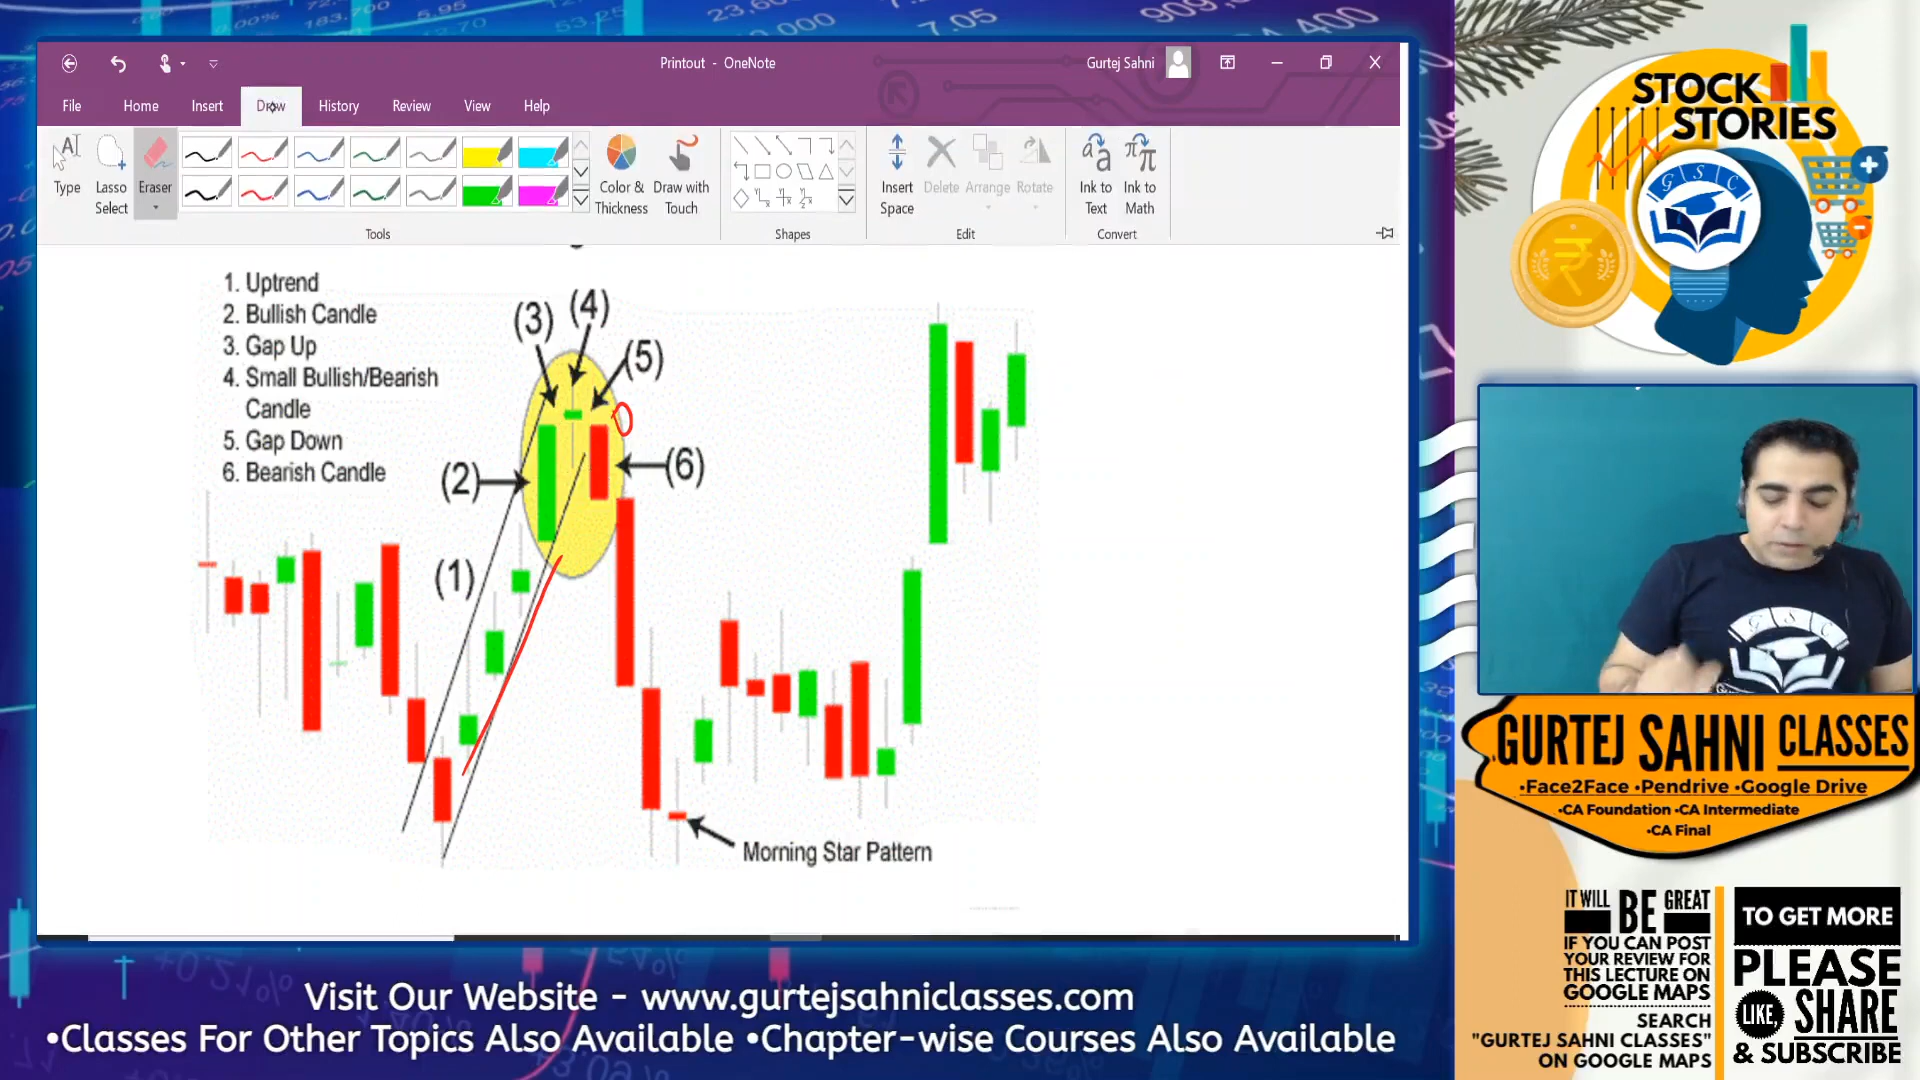 Printout - OneNote
Gurtej Sahni
File Home Insert Draw History Review View Help
Type
Lasso
Select
Eraser
Color &
Thickness
Draw with
Touch
Insert
Space
Delete Arrange Rotate
Ink to
Text
Ink to
Math
Tools Shapes Edit Convert
1. Uptrend
2. Bullish Candle
3. Gap Up
4. Small Bullish/Bearish
Candle
5. Gap Down
6. Bearish Candle
(1)
(2)
(3)
(4)
(5)
(6)
Morning Star Pattern
STOCK
STORIES
GSC
GSC
GURTEJ SAHNI CLASSES
•Face2Face •Pendrive •Google Drive
•CA Foundation •CA Intermediate
•CA Final
IT WILL BE GREAT
IF YOU CAN POST
YOUR REVIEW FOR
THIS LECTURE ON
GOOGLE MAPS
SEARCH
"GURTEJ SAHNI CLASSES"
ON GOOGLE MAPS
TO GET MORE
PLEASE
LIKE, SHARE
& SUBSCRIBE
Visit Our Website - www.gurtejsahniclasses.com
•Classes For Other Topics Also Available •Chapter-wise Courses Also Available